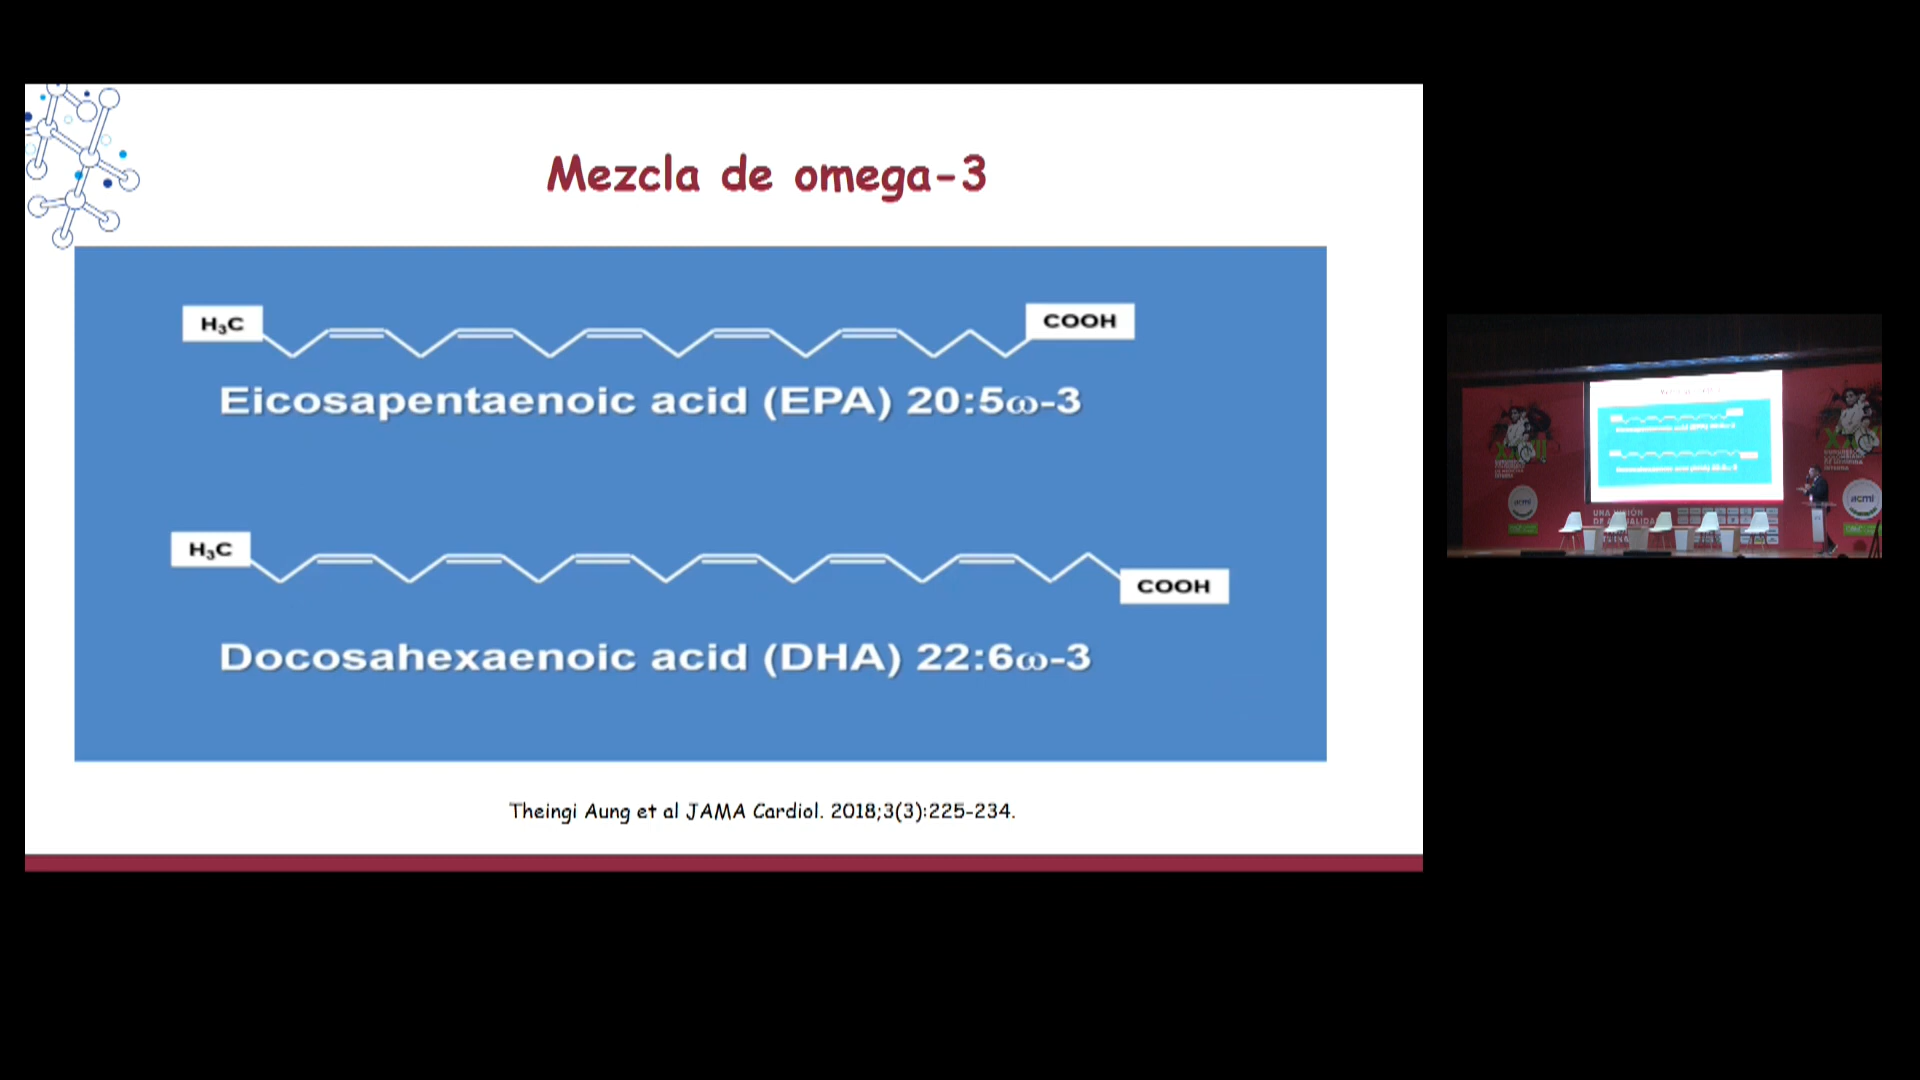 Mezcla de omega-3
H₃C
COOH
Eicosapentaenoic acid (EPA) 20:5ω-3
H₃C
COOH
Docosahexaenoic acid (DHA) 22:6ω-3
Theingi Aung et al JAMA Cardiol. 2018;3(3):225-234.
acmi